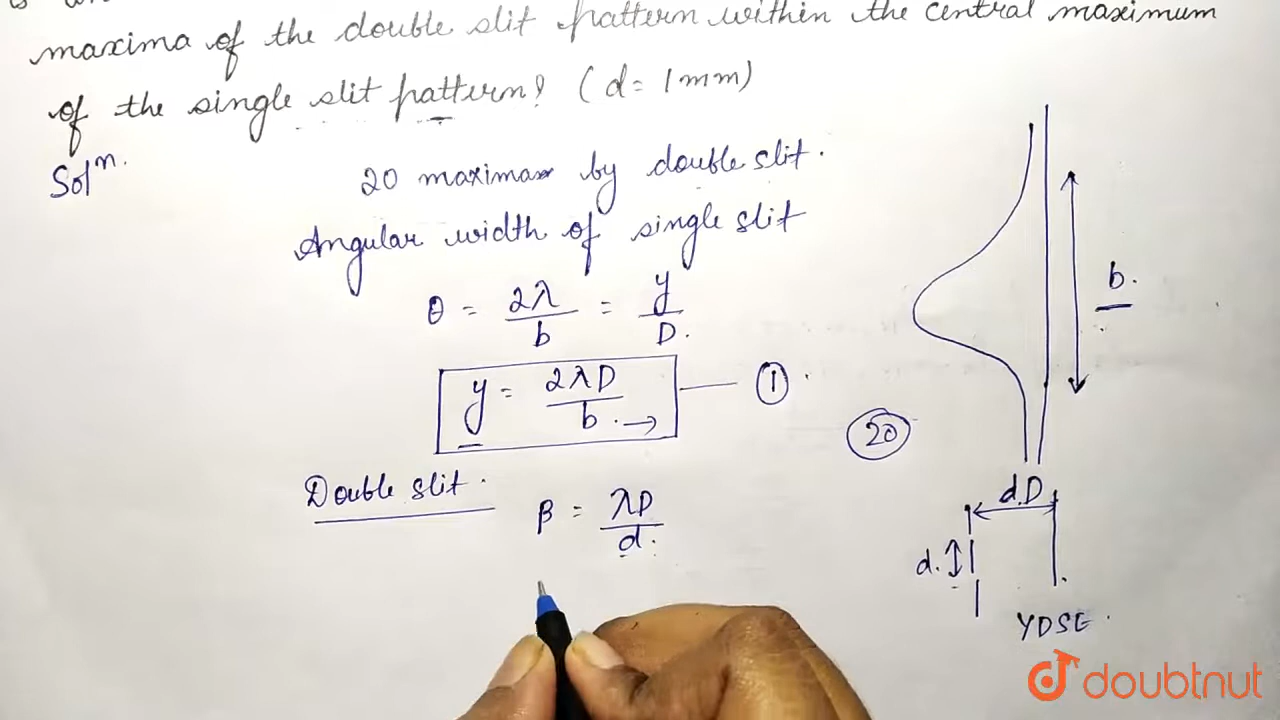 maxima of the double slit pattern within the central maximum
of the single slit pattern? (d = 1mm)
Solⁿ.
20 maxima by double slit.
Angular width of single slit
θ = 2λ/b = y/D.
y = 2λD/b. → — ①.
b.
20
Double slit.
β = λD/d.
d.D
d.
YDSE.
doubtnut